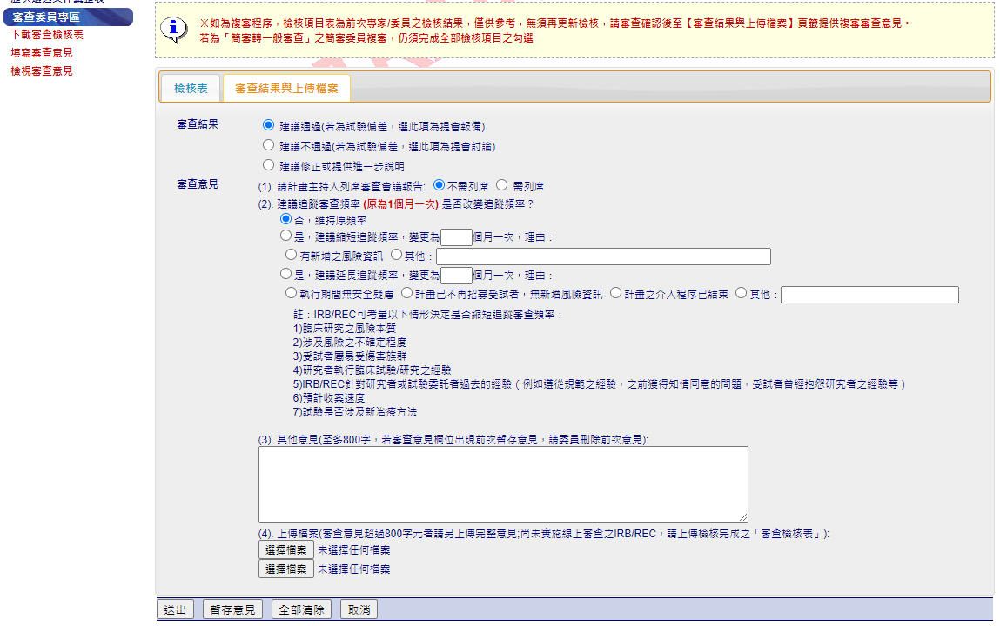 審查委員專區
下載審查檢核表
填寫審查意見
檢視審查意見
※如為複審程序，檢核項目表為前次專家/委員之檢核結果，僅供參考，無須再更新檢核，請審查確認後至【審查結果與上傳檔案】頁籤提供複審審查意見。
若為「簡審轉一般審查」之簡審委員複審，仍須完成全部檢核項目之勾選
檢核表 審查結果與上傳檔案
審查結果 建議通過(若為試驗偏差，選此項為提會報備)
建議不通過(若為試驗偏差，選此項為提會討論)
建議修正或提供進一步說明
審查意見 (1). 請計畫主持人列席審查會議報告: 不需列席 需列席
(2). 建議追蹤審查頻率 (原為1個月一次) 是否改變追蹤頻率？
否，維持原頻率
是，建議縮短追蹤頻率，變更為 個月一次，理由：
有新增之風險資訊 其他：
是，建議延長追蹤頻率，變更為 個月一次，理由：
執行期間無安全疑慮 計畫已不再招募受試者，無新增風險資訊 計畫之介入程序已結束 其他：
註：IRB/REC可考量以下情形決定是否縮短追蹤審查頻率：
1)臨床研究之風險本質
2)涉及風險之不確定程度
3)受試者屬易受傷害族群
4)研究者執行臨床試驗/研究之經驗
5)IRB/REC針對研究者或試驗委託者過去的經驗（例如遵從規範之經驗，之前獲得知情同意的問題，受試者曾經抱怨研究者之經驗等）
6)預計收案速度
7)試驗是否涉及新治療方法
(3). 其他意見(至多800字，若審查意見欄位出現前次暫存意見，請委員刪除前次意見):
(4). 上傳檔案(審查意見超過800字元者請另上傳完整意見;尚未實施線上審查之IRB/REC，請上傳檢核完成之「審查檢核表」):
選擇檔案 未選擇任何檔案
選擇檔案 未選擇任何檔案
送出 暫存意見 全部清除 取消